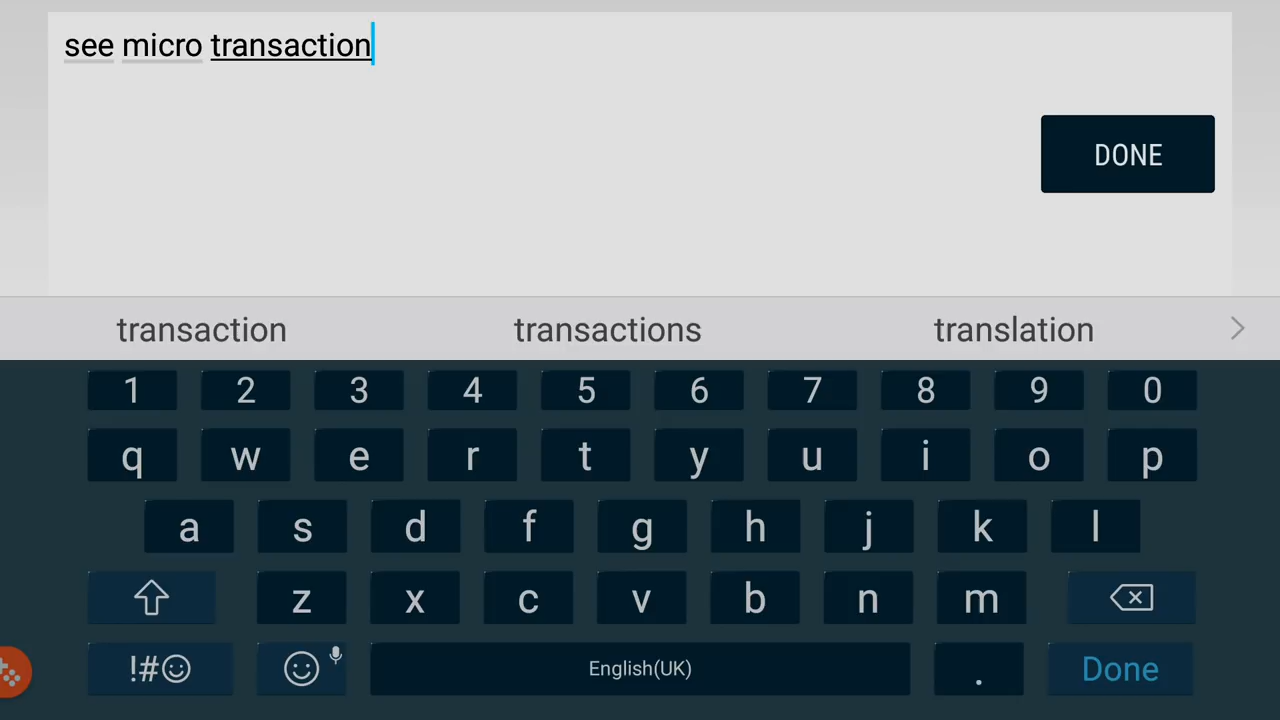 see micro transaction
DONE
transaction transactions translation
1 2 3 4 5 6 7 8 9 0
q w e r t y u i o p
a s d f g h j k l
z x c v b n m
!#☺ English(UK) . Done